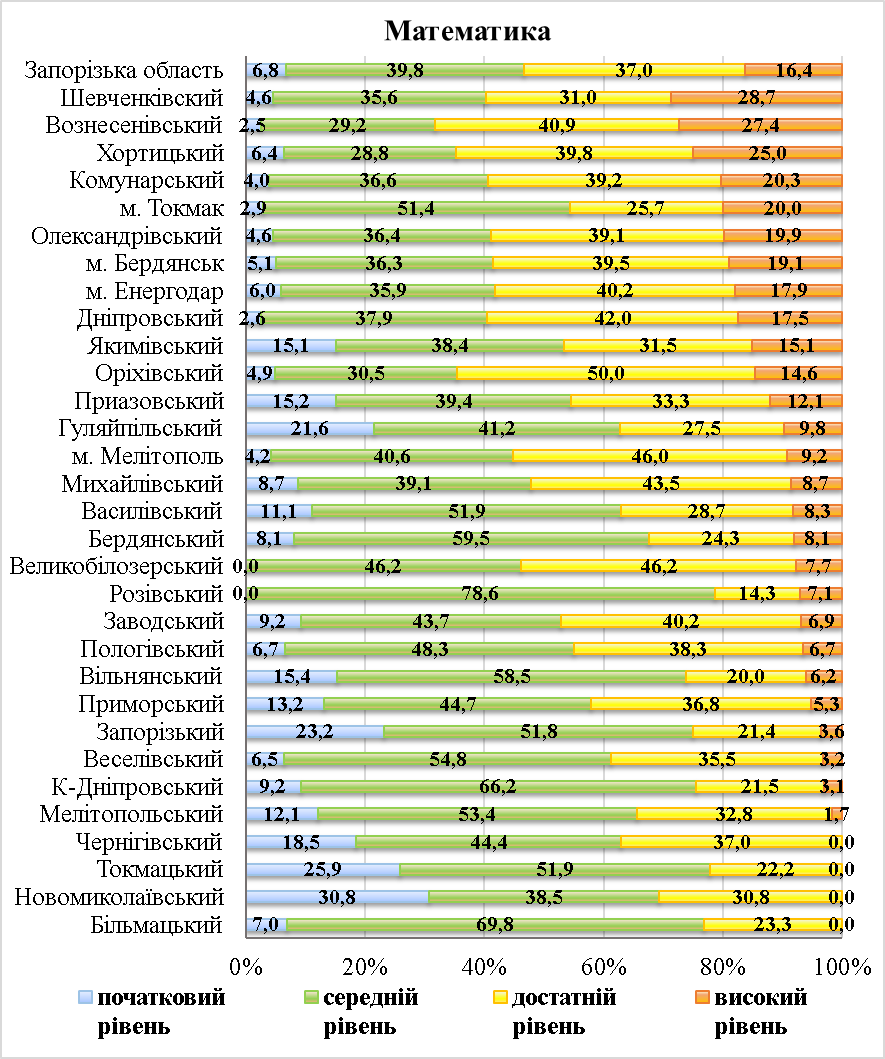 Математика
Запорізька область 6,8 39,8 37,0 16,4
Шевченківский 4,6 35,6 31,0 28,7
Вознесенівський 2,5 29,2 40,9 27,4
Хортицький 6,4 28,8 39,8 25,0
Комунарський 4,0 36,6 39,2 20,3
м. Токмак 2,9 51,4 25,7 20,0
Олександрівський 4,6 36,4 39,1 19,9
м. Бердянськ 5,1 36,3 39,5 19,1
м. Енергодар 6,0 35,9 40,2 17,9
Дніпровський 2,6 37,9 42,0 17,5
Якимівський 15,1 38,4 31,5 15,1
Оріхівський 4,9 30,5 50,0 14,6
Приазовський 15,2 39,4 33,3 12,1
Гуляйпільський 21,6 41,2 27,5 9,8
м. Мелітополь 4,2 40,6 46,0 9,2
Михайлівський 8,7 39,1 43,5 8,7
Василівський 11,1 51,9 28,7 8,3
Бердянський 8,1 59,5 24,3 8,1
Великобілозерський 0,0 46,2 46,2 7,7
Розівський 0,0 78,6 14,3 7,1
Заводський 9,2 43,7 40,2 6,9
Пологівський 6,7 48,3 38,3 6,7
Вільнянський 15,4 58,5 20,0 6,2
Приморський 13,2 44,7 36,8 5,3
Запорізький 23,2 51,8 21,4 3,6
Веселівський 6,5 54,8 35,5 3,2
К-Дніпровський 9,2 66,2 21,5 3,1
Мелітопольський 12,1 53,4 32,8 1,7
Чернігівський 18,5 44,4 37,0 0,0
Токмацький 25,9 51,9 22,2 0,0
Новомиколаївський 30,8 38,5 30,8 0,0
Більмацький 7,0 69,8 23,3 0,0
0% 20% 40% 60% 80% 100%
початковий середній достатній високий
рівень рівень рівень рівень